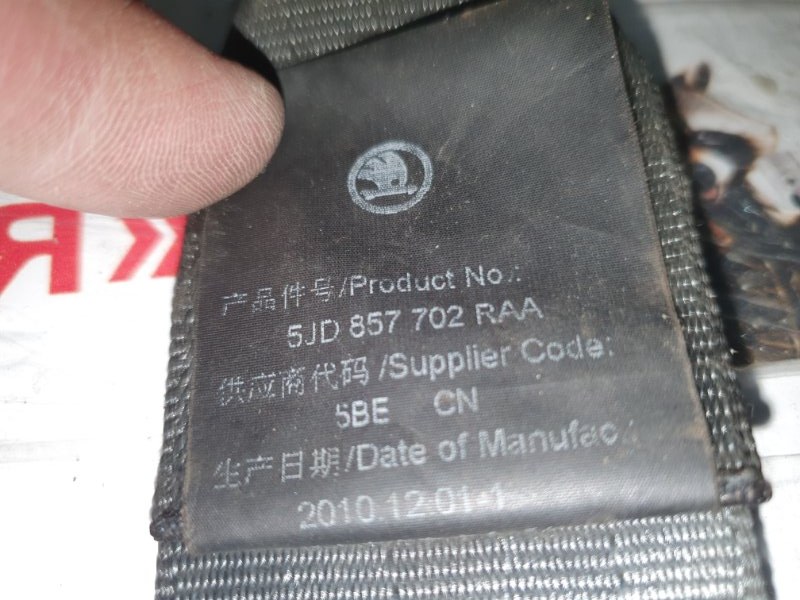 产品件号/Product No.:
5JD 857 702 RAA
供应商代码 /Supplier Code:
5BE CN
生产日期/Date of Manufac.:
2010.12.01-1